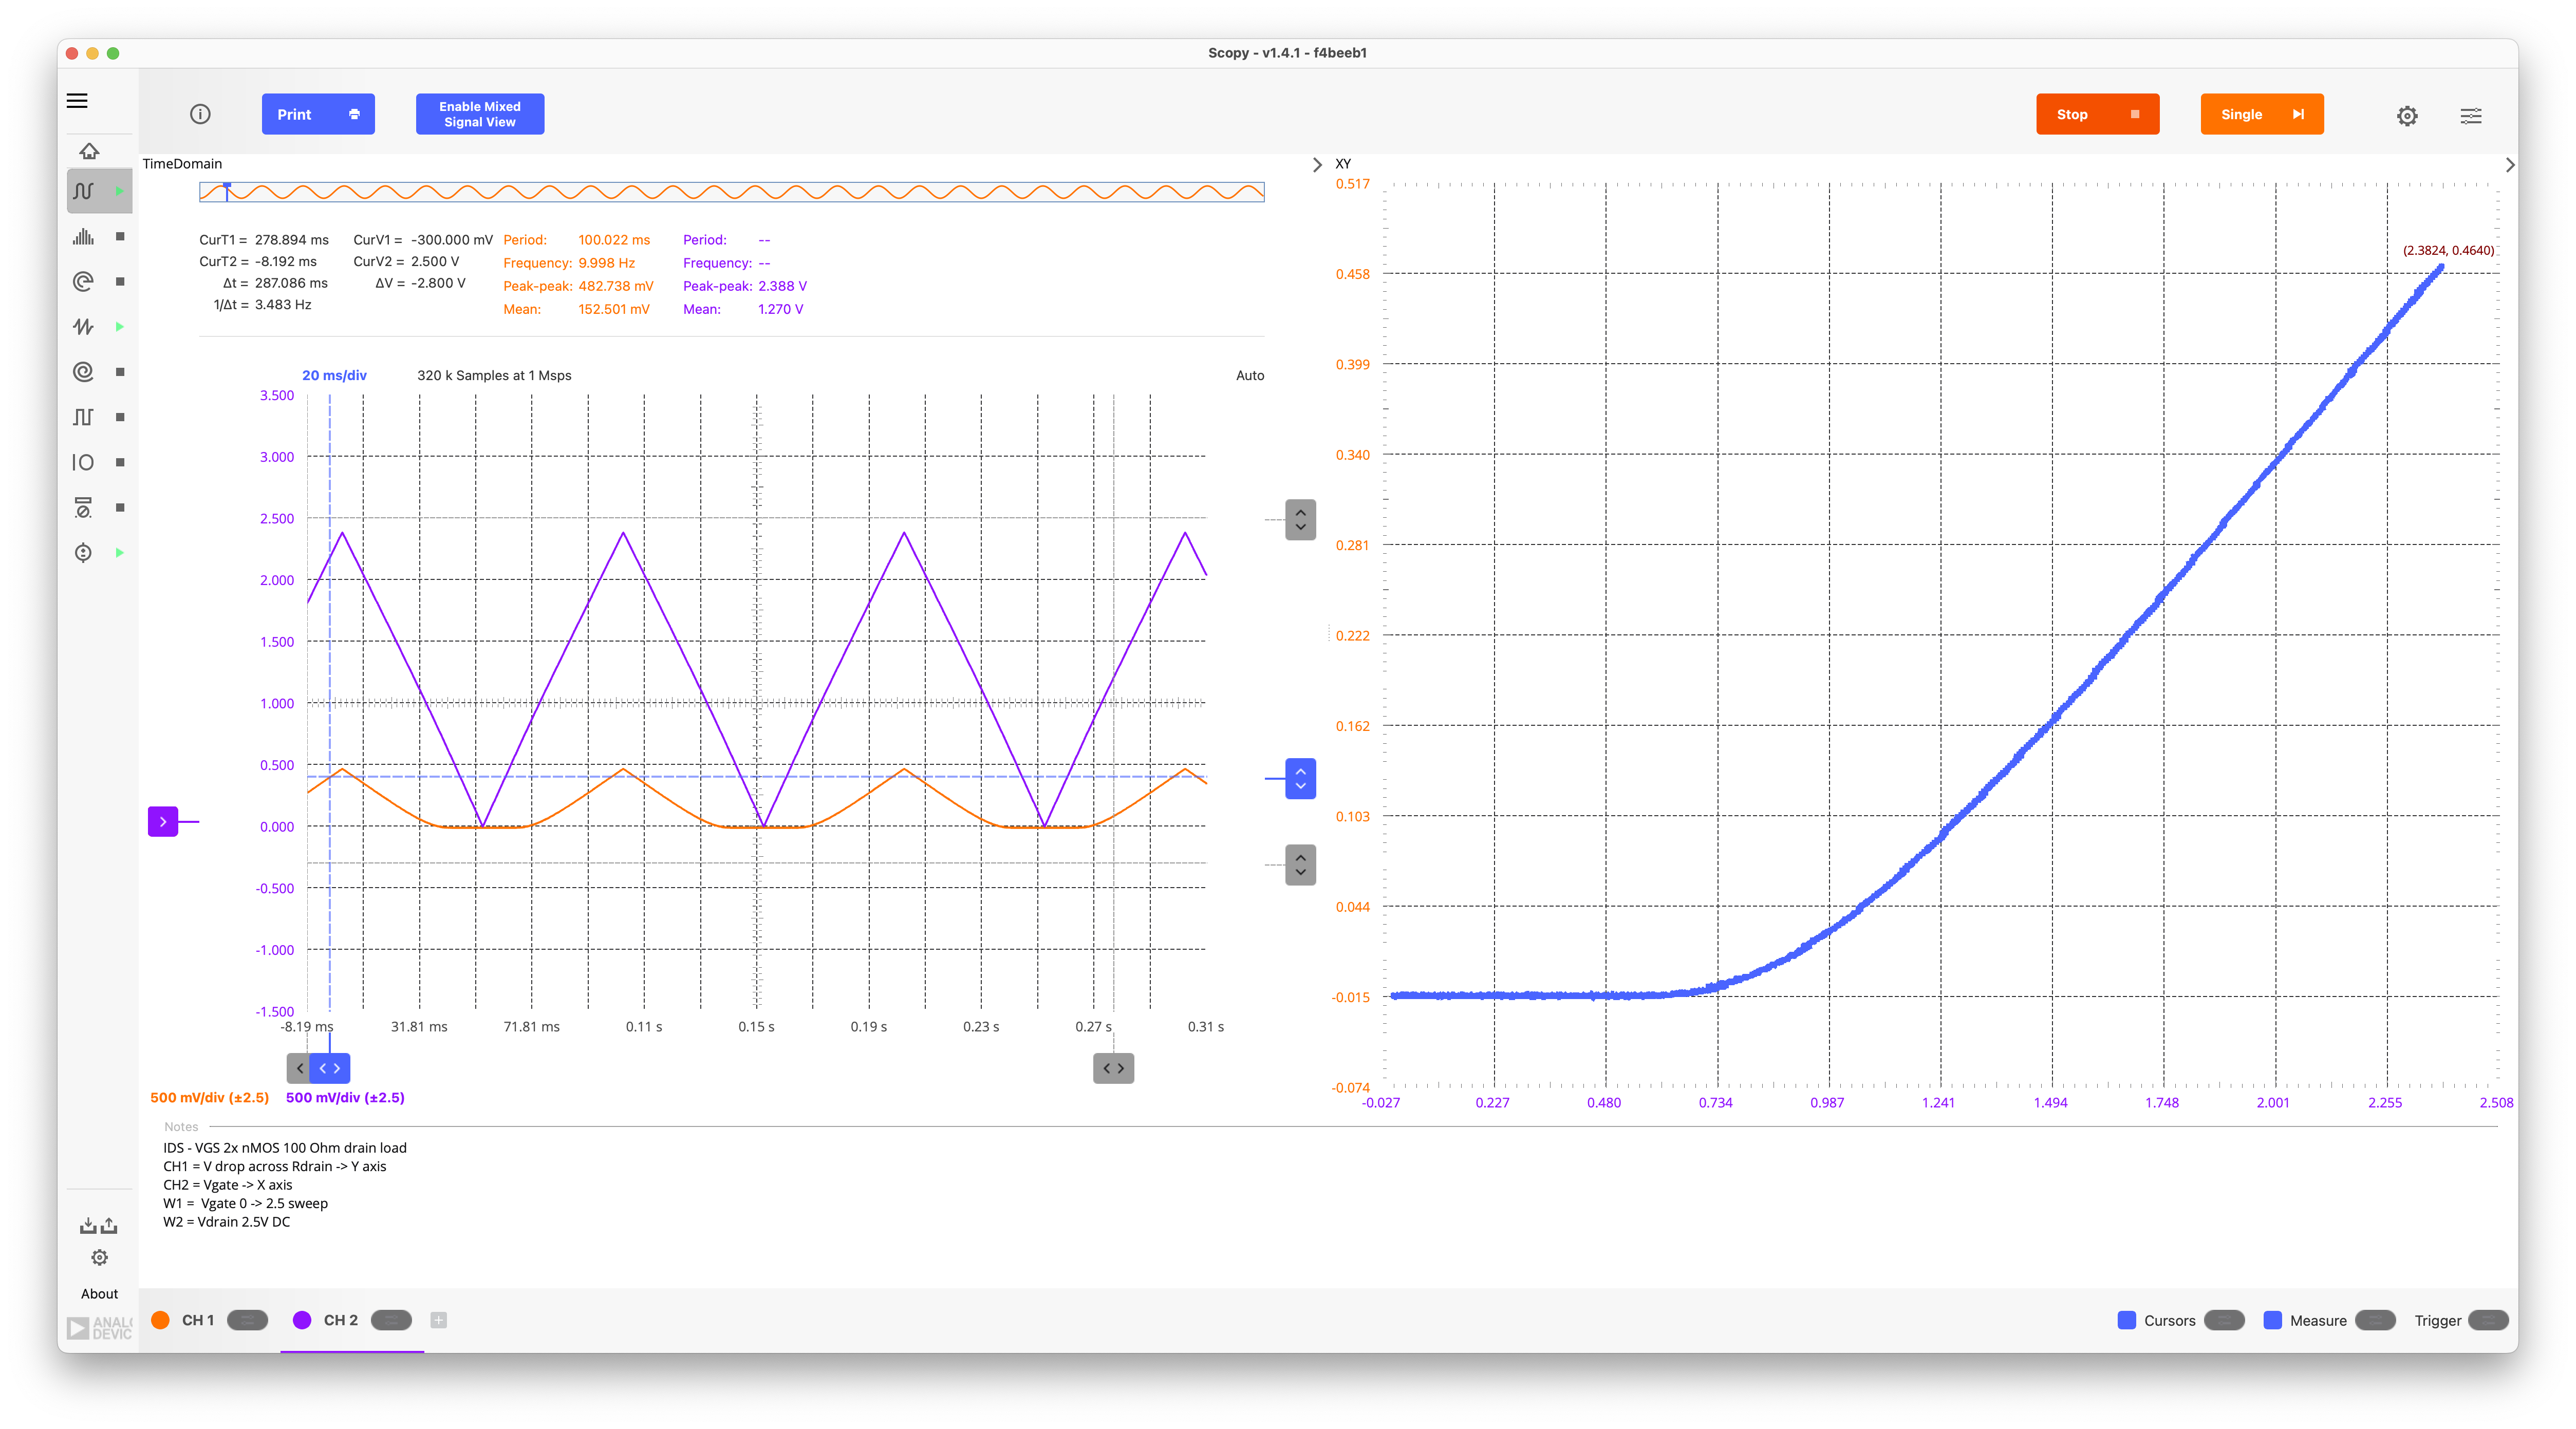 Scopy - v1.4.1 - f4beeb1
Print
Enable Mixed
Signal View
Stop
Single
TimeDomain
XY
CurT1 = 278.894 ms
CurT2 = -8.192 ms
Δt = 287.086 ms
1/Δt = 3.483 Hz
CurV1 = -300.000 mV
CurV2 = 2.500 V
ΔV = -2.800 V
Period: 100.022 ms
Frequency: 9.998 Hz
Peak-peak: 482.738 mV
Mean: 152.501 mV
Period: --
Frequency: --
Peak-peak: 2.388 V
Mean: 1.270 V
20 ms/div
320 k Samples at 1 Msps
Auto
3.500
3.000
2.500
2.000
1.500
1.000
0.500
0.000
-0.500
-1.000
-1.500
-8.19 ms 31.81 ms 71.81 ms 0.11 s 0.15 s 0.19 s 0.23 s 0.27 s 0.31 s
500 mV/div (±2.5) 500 mV/div (±2.5)
0.517
0.458
0.399
0.340
0.281
0.222
0.162
0.103
0.044
-0.015
-0.074
(2.3824, 0.4640)
-0.027 0.227 0.480 0.734 0.987 1.241 1.494 1.748 2.001 2.255 2.508
Notes
IDS - VGS 2x nMOS 100 Ohm drain load
CH1 = V drop across Rdrain -> Y axis
CH2 = Vgate -> X axis
W1 = Vgate 0 -> 2.5 sweep
W2 = Vdrain 2.5V DC
About
ANALO
DEVIC
CH 1
CH 2
Cursors
Measure
Trigger